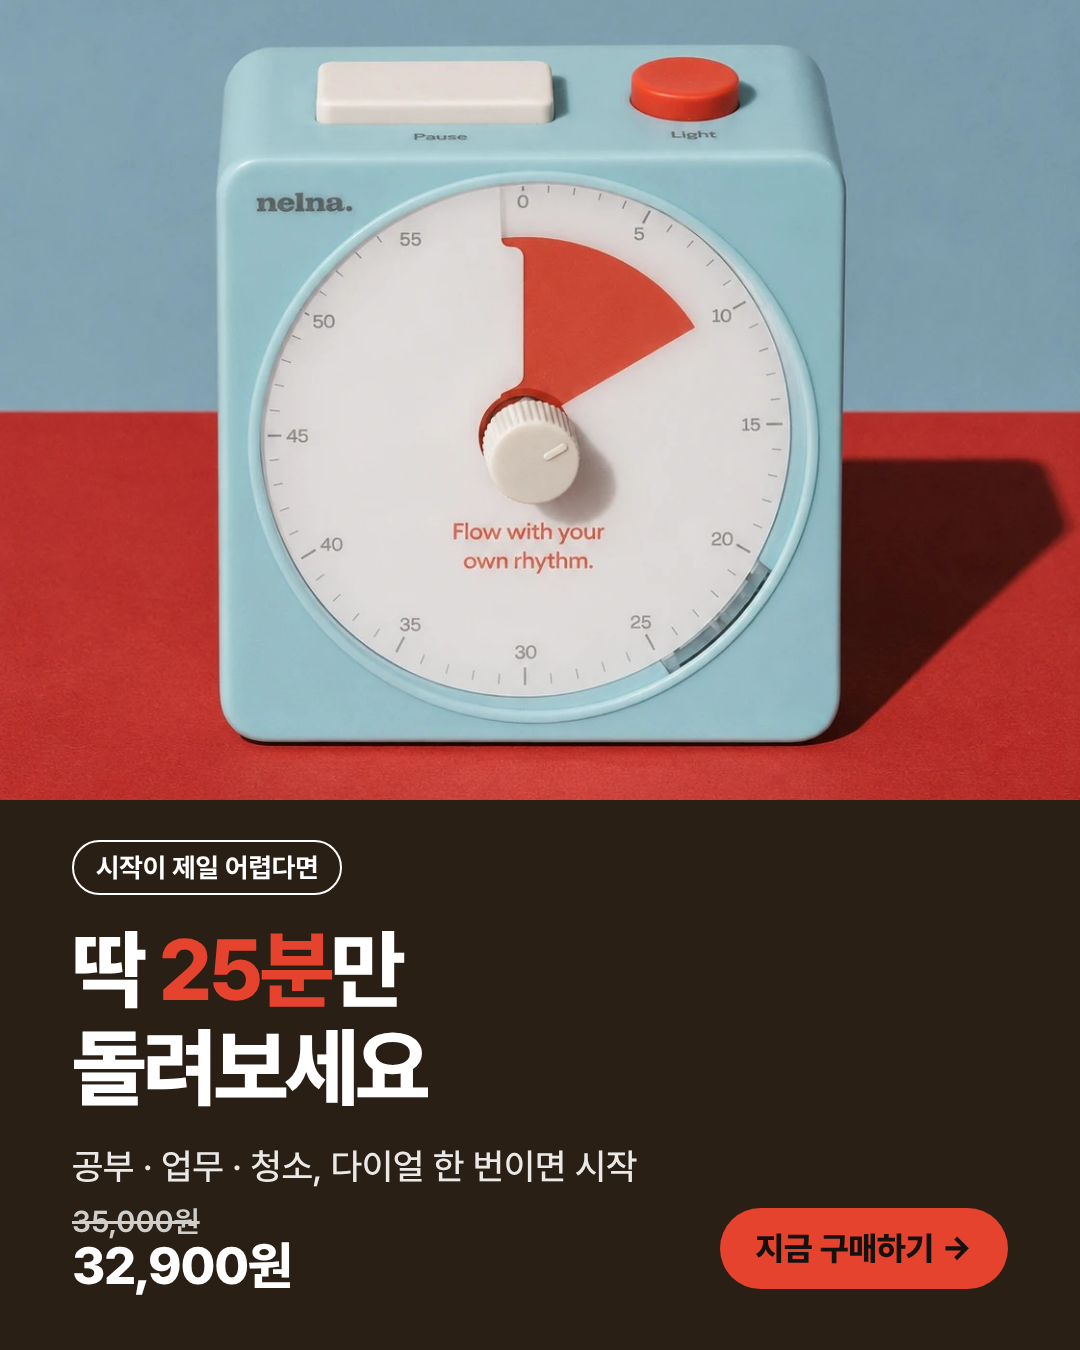 Pause
Light
nelna.
0
5
10
15
20
25
30
35
40
45
50
55
Flow with your
own rhythm.
시작이 제일 어렵다면
딱 25분만
돌려보세요
공부 · 업무 · 청소, 다이얼 한 번이면 시작
35,000원
32,900원
지금 구매하기 →